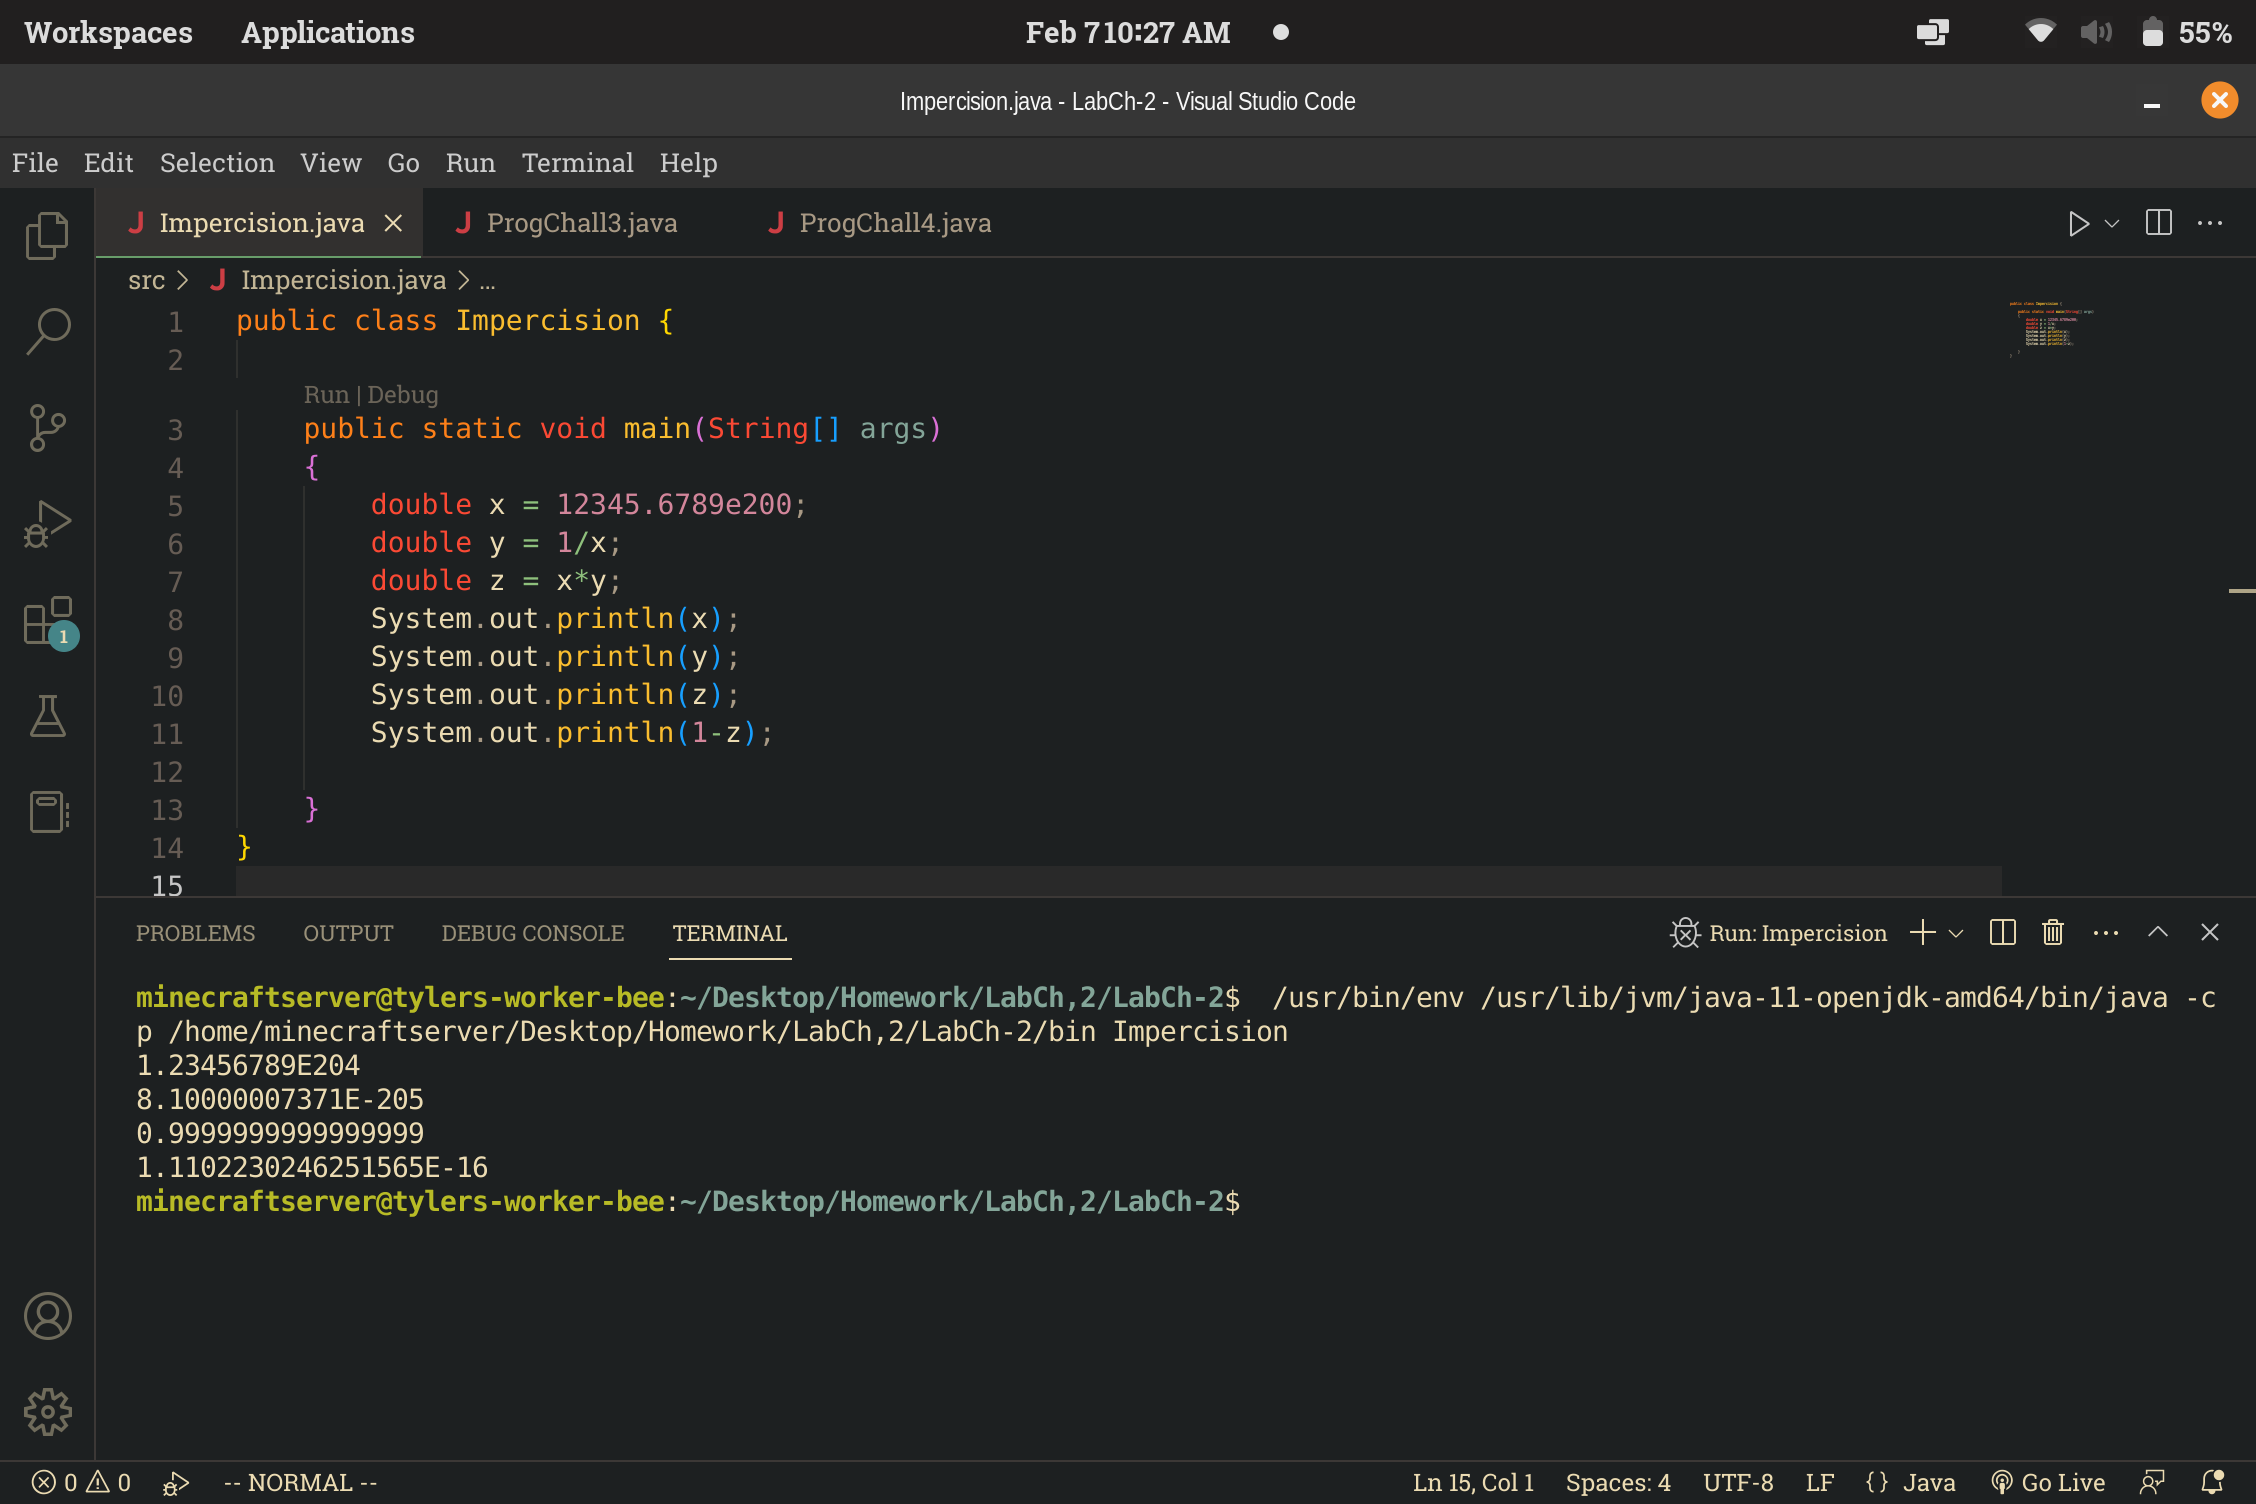 Workspaces Applications Feb 7 10:27 AM 55%
Impercision.java - LabCh-2 - Visual Studio Code
File Edit Selection View Go Run Terminal Help
Impercision.java ProgChall3.java ProgChall4.java
src > Impercision.java > ...
1 public class Impercision {
2
Run | Debug
3 public static void main(String[] args)
4 {
5 double x = 12345.6789e200;
6 double y = 1/x;
7 double z = x*y;
8 System.out.println(x);
9 System.out.println(y);
10 System.out.println(z);
11 System.out.println(1-z);
12
13 }
14 }
15
1
PROBLEMS OUTPUT DEBUG CONSOLE TERMINAL Run: Impercision
minecraftserver@tylers-worker-bee:~/Desktop/Homework/LabCh,2/LabCh-2$  /usr/bin/env /usr/lib/jvm/java-11-openjdk-amd64/bin/java -c
p /home/minecraftserver/Desktop/Homework/LabCh,2/LabCh-2/bin Impercision
1.23456789E204
8.10000007371E-205
0.9999999999999999
1.1102230246251565E-16
minecraftserver@tylers-worker-bee:~/Desktop/Homework/LabCh,2/LabCh-2$
0 0 -- NORMAL -- Ln 15, Col 1 Spaces: 4 UTF-8 LF {} Java Go Live